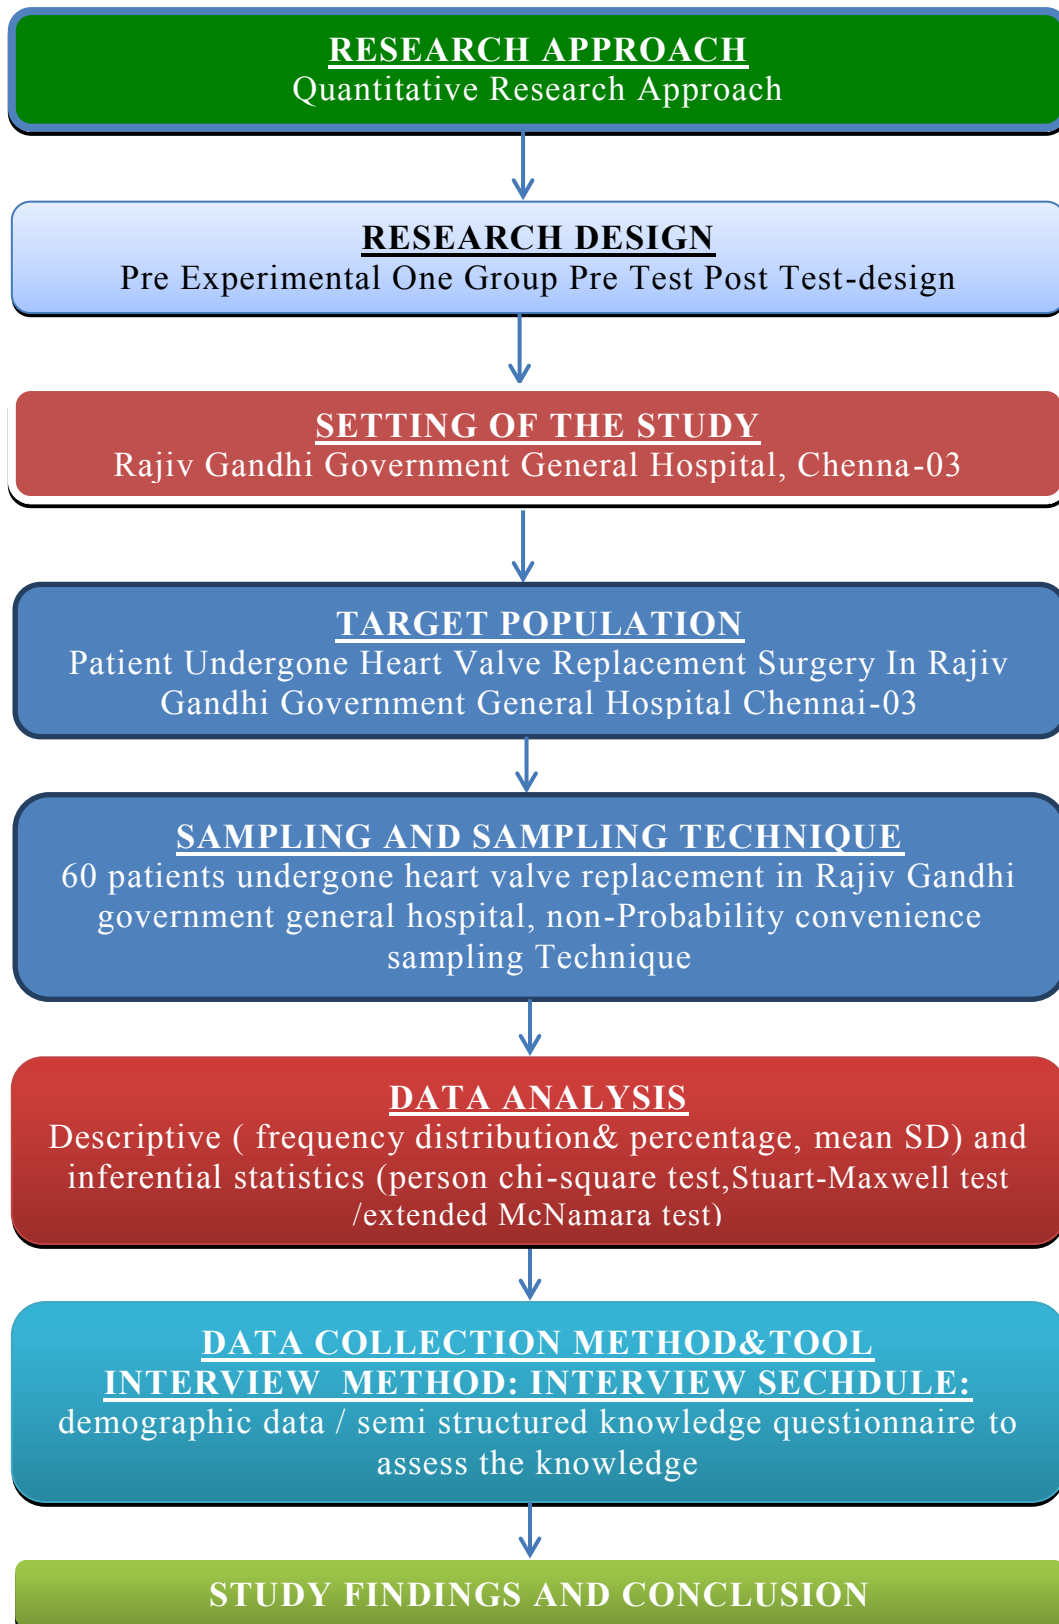 RESEARCH APPROACH
Quantitative Research Approach
RESEARCH DESIGN
Pre Experimental One Group Pre Test Post Test-design
SETTING OF THE STUDY
Rajiv Gandhi Government General Hospital, Chenna-03
TARGET POPULATION
Patient Undergone Heart Valve Replacement Surgery In Rajiv
Gandhi Government General Hospital Chennai-03
SAMPLING AND SAMPLING TECHNIQUE
60 patients undergone heart valve replacement in Rajiv Gandhi
government general hospital, non-Probability convenience
sampling Technique
DATA ANALYSIS
Descriptive ( frequency distribution& percentage, mean SD) and
inferential statistics (person chi-square test,Stuart-Maxwell test
/extended McNamara test)
DATA COLLECTION METHOD&TOOL
INTERVIEW METHOD: INTERVIEW SECHDULE:
demographic data / semi structured knowledge questionnaire to
assess the knowledge
STUDY FINDINGS AND CONCLUSION